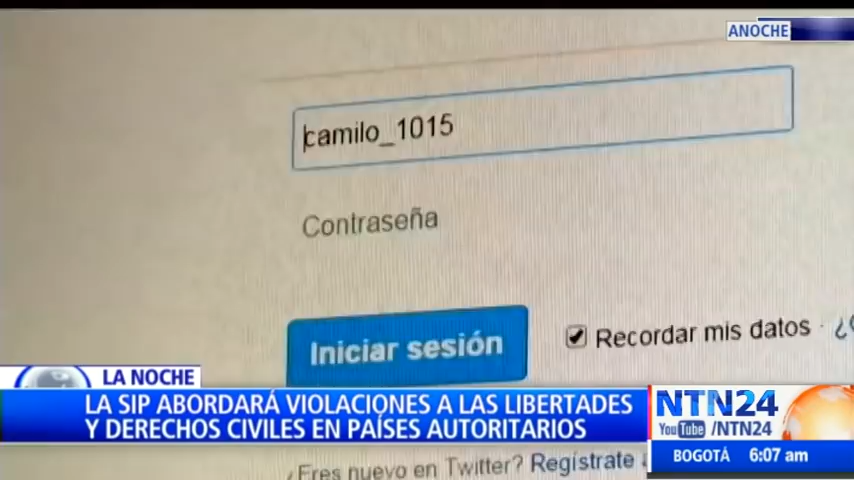 ANOCHE
camilo_1015
Contraseña
Iniciar sesión
Recordar mis datos ·
LA NOCHE
LA SIP ABORDARÁ VIOLACIONES A LAS LIBERTADES
Y DERECHOS CIVILES EN PAÍSES AUTORITARIOS
NTN24
YouTube /NTN24
BOGOTÁ 6:07 am
¿Eres nuevo en Twitter? Regístrate